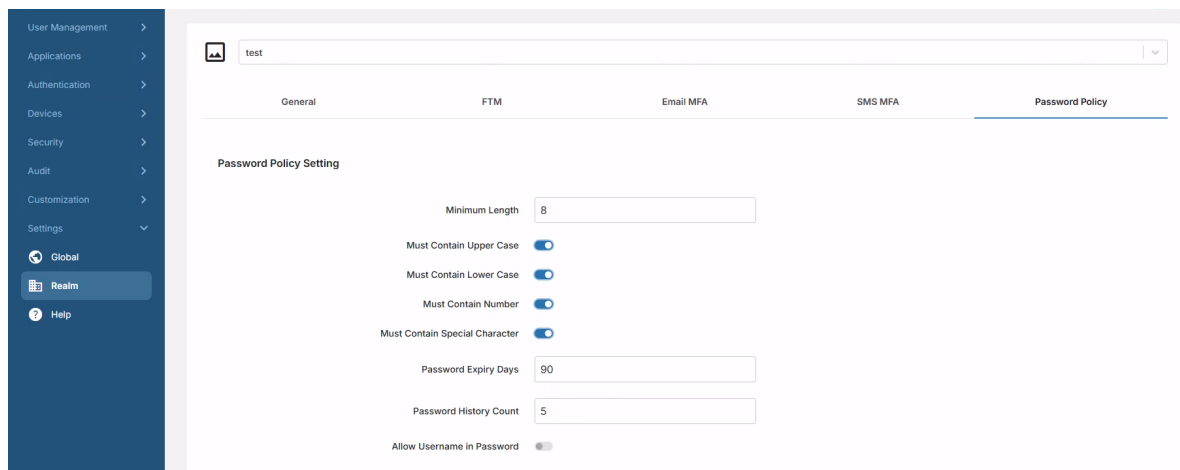 User Management
Applications
Authentication
Devices
Security
Audit
Customization
Settings
Global
Realm
Help
test
General FTM Email MFA SMS MFA Password Policy
Password Policy Setting
Minimum Length 8
Must Contain Upper Case
Must Contain Lower Case
Must Contain Number
Must Contain Special Character
Password Expiry Days 90
Password History Count 5
Allow Username in Password